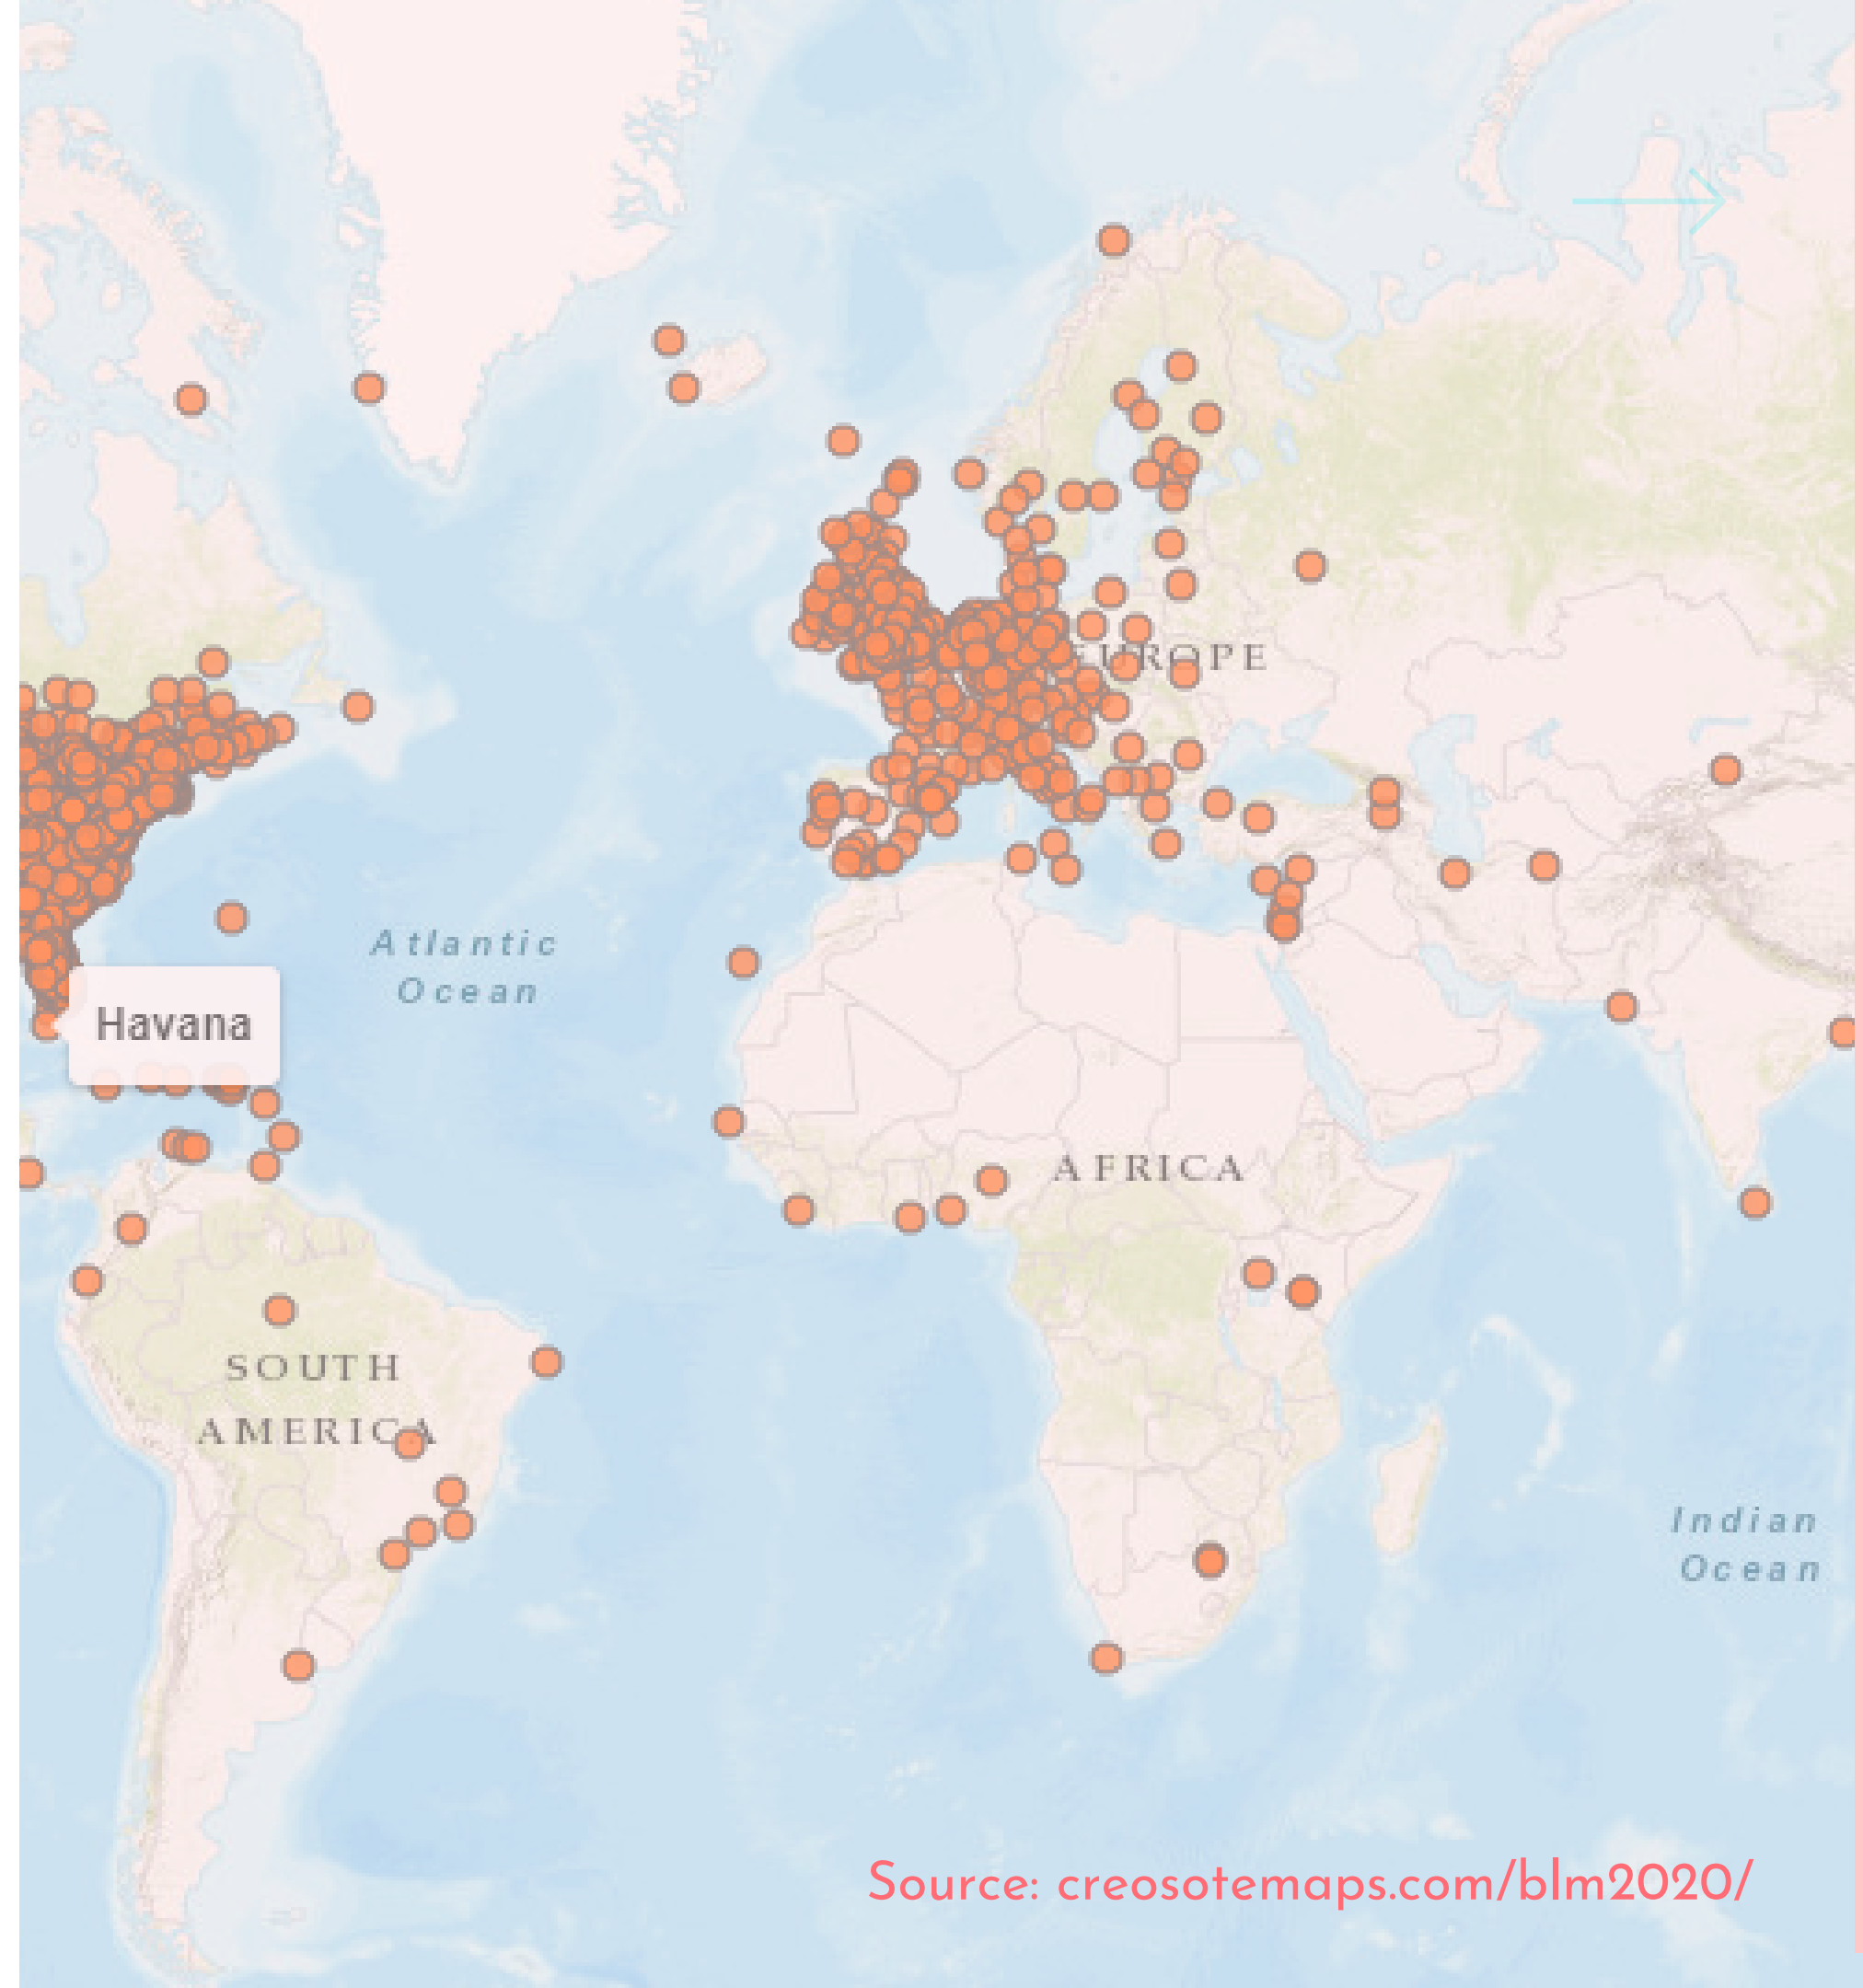 EUROPE
Atlantic
Ocean
Havana
AFRICA
SOUTH
AMERICA
Indian
Ocean
Source: creosotemaps.com/blm2020/